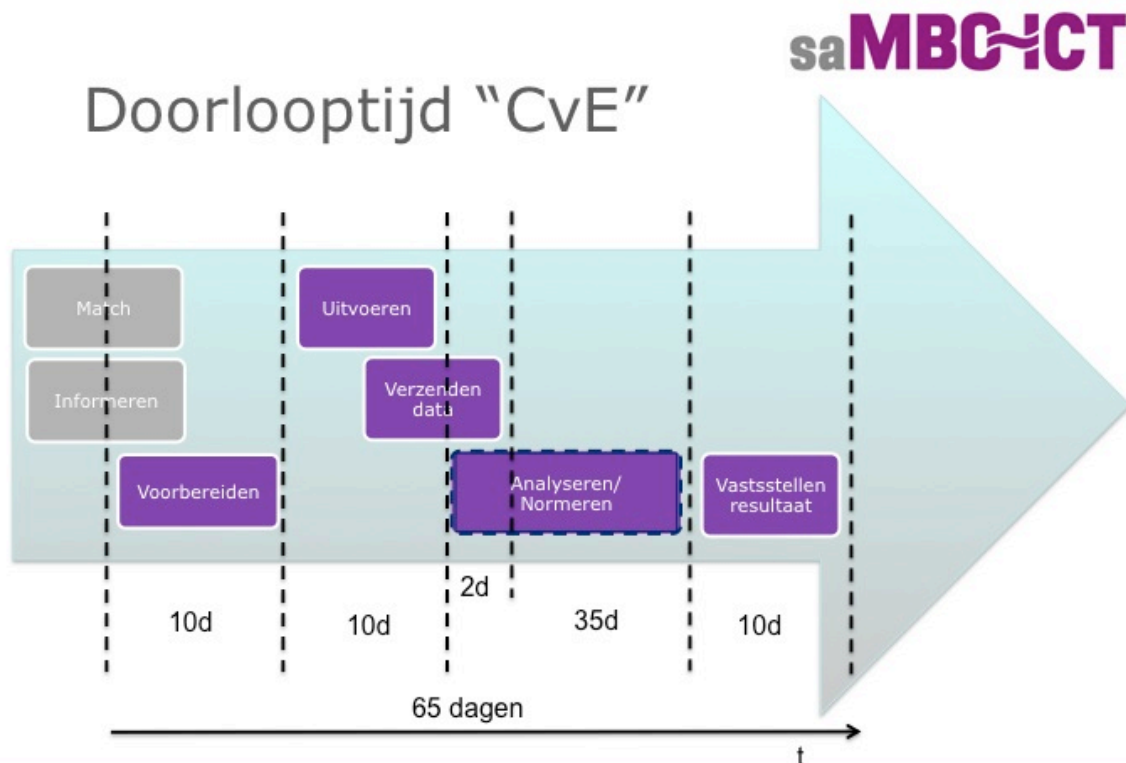 saMBO~ICT
Doorlooptijd “CvE”
Match
Uitvoeren
Informeren
Verzenden
data
Voorbereiden
Analyseren/
Normeren
Vastsstellen
resultaat
10d
10d
2d
35d
10d
65 dagen
t